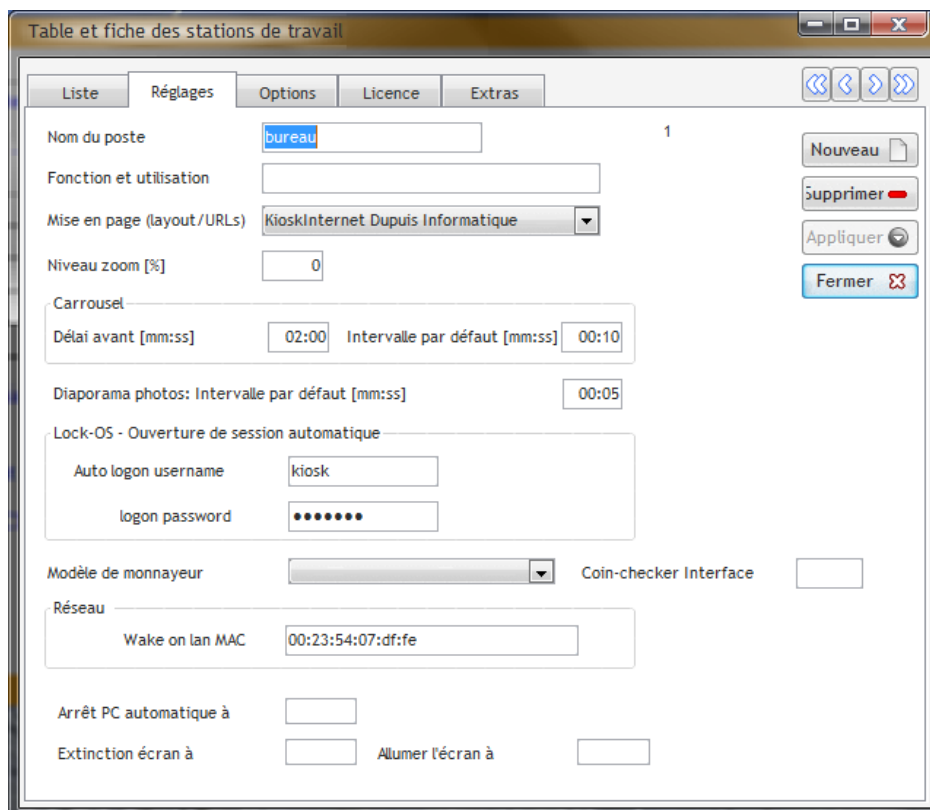 Table et fiche des stations de travail
Liste Réglages Options Licence Extras
Nom du poste bureau 1
Nouveau
Fonction et utilisation
Supprimer
Mise en page (layout/URLs) KioskInternet Dupuis Informatique
Appliquer
Niveau zoom [%] 0
Fermer
Carrousel
Délai avant [mm:ss] 02:00 Intervalle par défaut [mm:ss] 00:10
Diaporama photos: Intervalle par défaut [mm:ss] 00:05
Lock-OS - Ouverture de session automatique
Auto logon username kiosk
logon password •••••••
Modèle de monnayeur Coin-checker Interface
Réseau
Wake on lan MAC 00:23:54:07:df:fe
Arrêt PC automatique à
Extinction écran à Allumer l'écran à